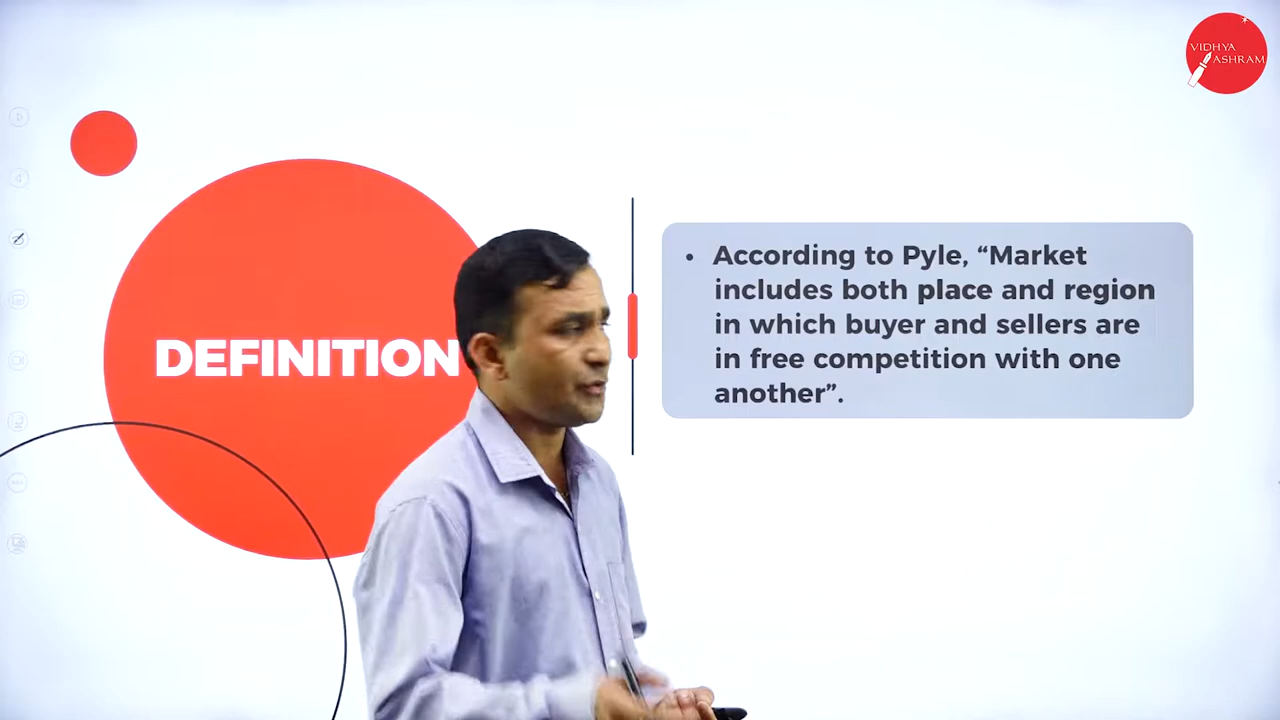 VIDHYA
ASHRAM
DEFINITION
• According to Pyle, “Market
includes both place and region
in which buyer and sellers are
in free competition with one
another”.